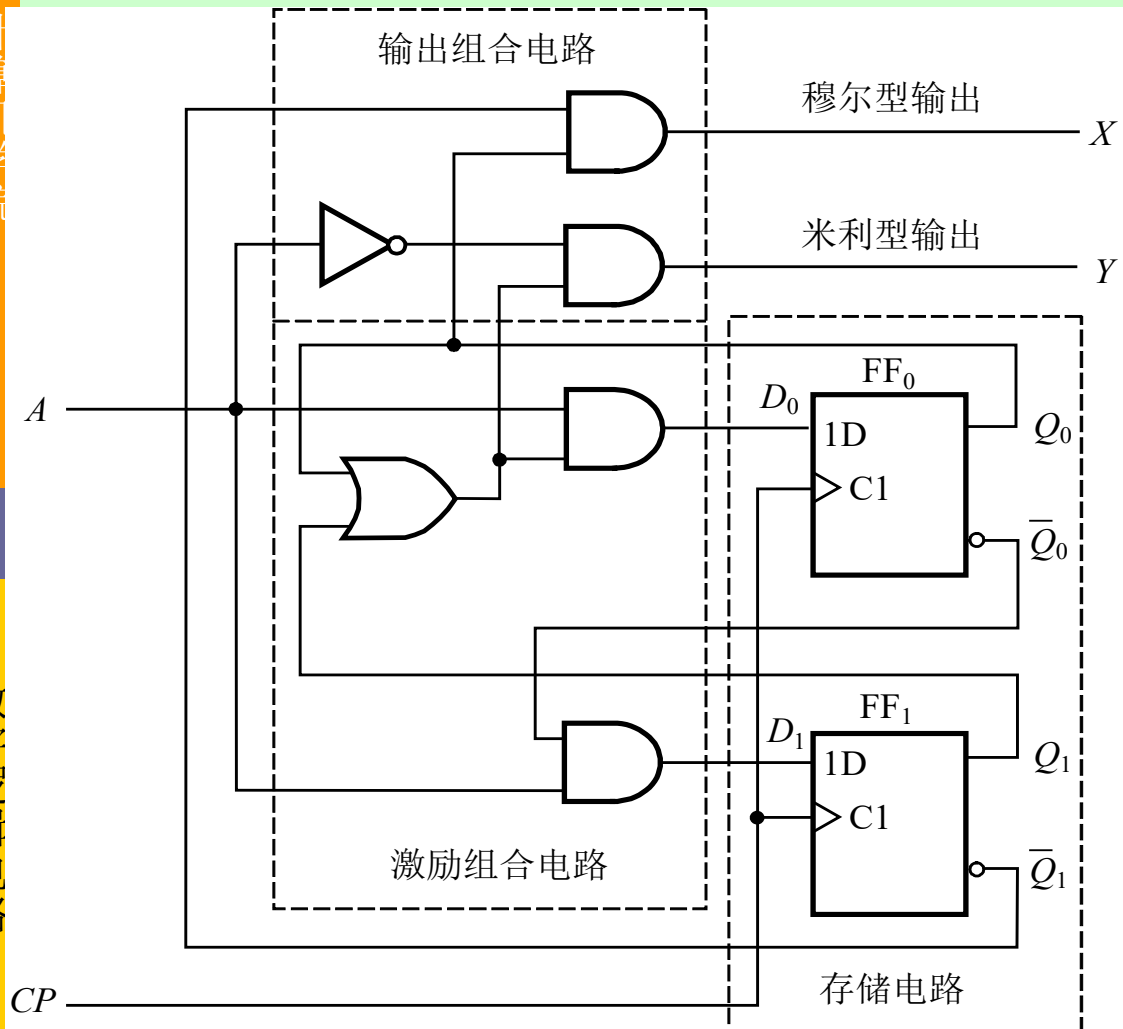 输出组合电路
穆尔型输出
X
米利型输出
Y
A
D₀
FF₀
1D
C1
Q₀
Q̅₀
D₁
FF₁
1D
C1
Q₁
Q̅₁
激励组合电路
存储电路
CP